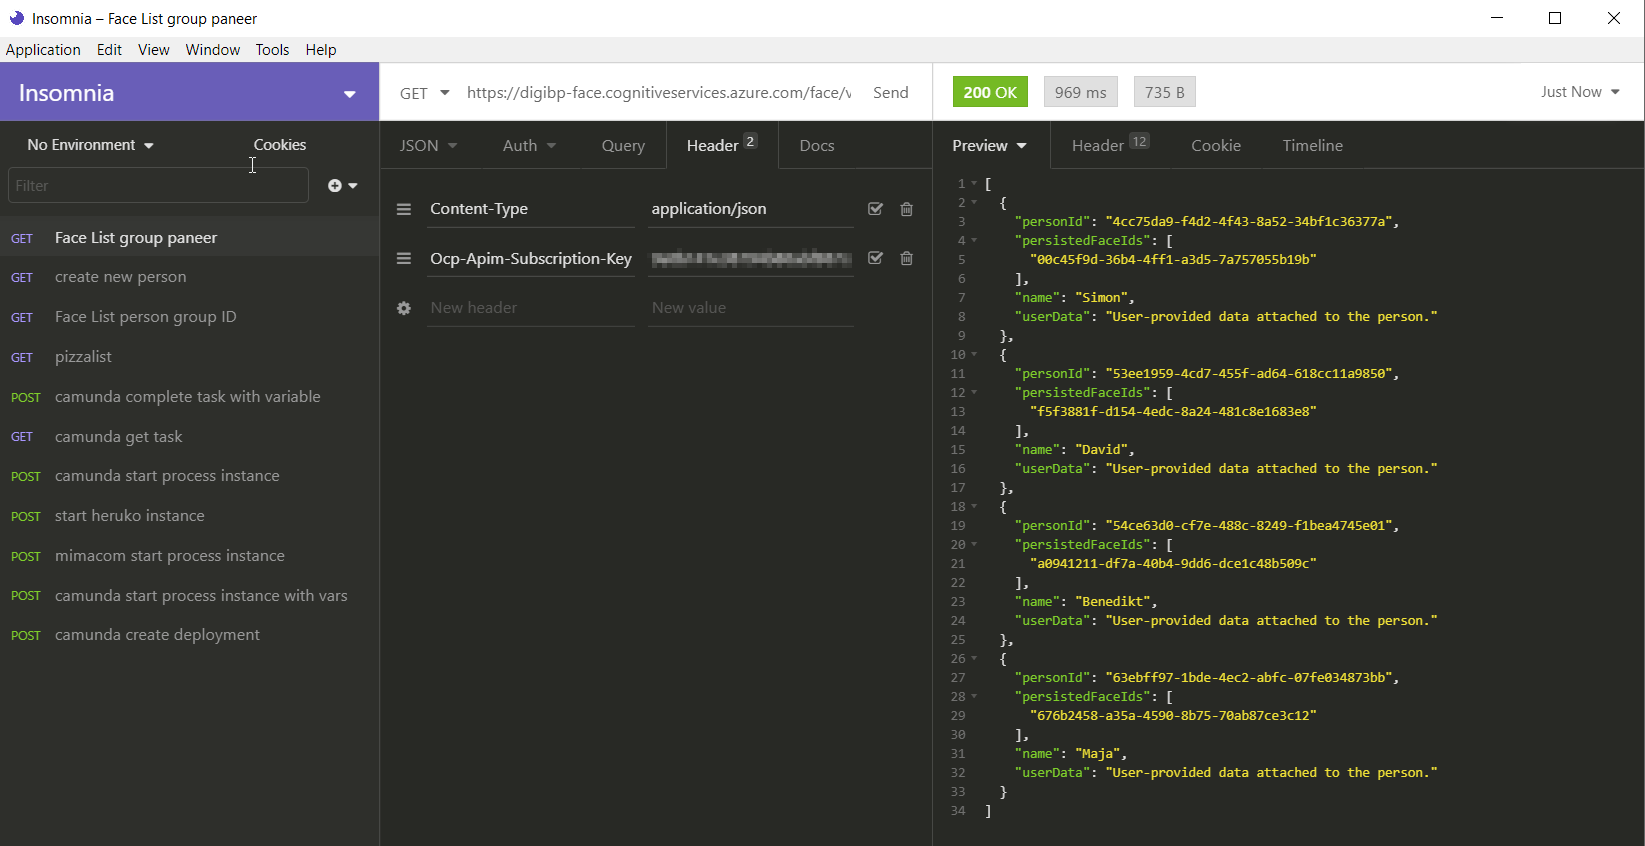 Insomnia – Face List group paneer
Application Edit View Window Tools Help
Insomnia
No Environment Cookies
Filter
GET Face List group paneer
GET create new person
GET Face List person group ID
GET pizzalist
POST camunda complete task with variable
GET camunda get task
POST camunda start process instance
POST start heruko instance
POST mimacom start process instance
POST camunda start process instance with vars
POST camunda create deployment
GET https://digibp-face.cognitiveservices.azure.com/face/v Send
JSON Auth Query Header 2 Docs
Content-Type application/json
Ocp-Apim-Subscription-Key
New header New value
200 OK 969 ms 735 B Just Now
Preview Header 12 Cookie Timeline
1 [
2 {
3 "personId": "4cc75da9-f4d2-4f43-8a52-34bf1c36377a",
4 "persistedFaceIds": [
5 "00c45f9d-36b4-4ff1-a3d5-7a757055b19b"
6 ],
7 "name": "Simon",
8 "userData": "User-provided data attached to the person."
9 },
10 {
11 "personId": "53ee1959-4cd7-455f-ad64-618cc11a9850",
12 "persistedFaceIds": [
13 "f5f3881f-d154-4edc-8a24-481c8e1683e8"
14 ],
15 "name": "David",
16 "userData": "User-provided data attached to the person."
17 },
18 {
19 "personId": "54ce63d0-cf7e-488c-8249-f1bea4745e01",
20 "persistedFaceIds": [
21 "a0941211-df7a-40b4-9dd6-dce1c48b509c"
22 ],
23 "name": "Benedikt",
24 "userData": "User-provided data attached to the person."
25 },
26 {
27 "personId": "63ebff97-1bde-4ec2-abfc-07fe034873bb",
28 "persistedFaceIds": [
29 "676b2458-a35a-4590-8b75-70ab87ce3c12"
30 ],
31 "name": "Maja",
32 "userData": "User-provided data attached to the person."
33 }
34 ]